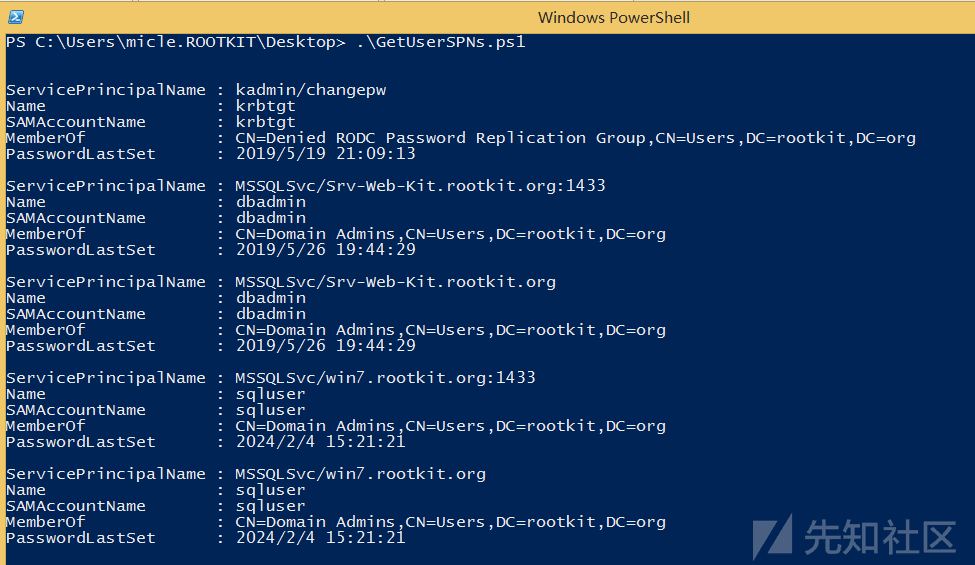 Windows PowerShell
PS C:\Users\micle.ROOTKIT\Desktop> .\GetUserSPNs.ps1
ServicePrincipalName : kadmin/changepw
Name                 : krbtgt
SAMAccountName       : krbtgt
MemberOf             : CN=Denied RODC Password Replication Group,CN=Users,DC=rootkit,DC=org
PasswordLastSet      : 2019/5/19 21:09:13
ServicePrincipalName : MSSQLSvc/Srv-Web-Kit.rootkit.org:1433
Name                 : dbadmin
SAMAccountName       : dbadmin
MemberOf             : CN=Domain Admins,CN=Users,DC=rootkit,DC=org
PasswordLastSet      : 2019/5/26 19:44:29
ServicePrincipalName : MSSQLSvc/Srv-Web-Kit.rootkit.org
Name                 : dbadmin
SAMAccountName       : dbadmin
MemberOf             : CN=Domain Admins,CN=Users,DC=rootkit,DC=org
PasswordLastSet      : 2019/5/26 19:44:29
ServicePrincipalName : MSSQLSvc/win7.rootkit.org:1433
Name                 : sqluser
SAMAccountName       : sqluser
MemberOf             : CN=Domain Admins,CN=Users,DC=rootkit,DC=org
PasswordLastSet      : 2024/2/4 15:21:21
ServicePrincipalName : MSSQLSvc/win7.rootkit.org
Name                 : sqluser
SAMAccountName       : sqluser
MemberOf             : CN=Domain Admins,CN=Users,DC=rootkit,DC=org
PasswordLastSet      : 2024/2/4 15:21:21
先知社区